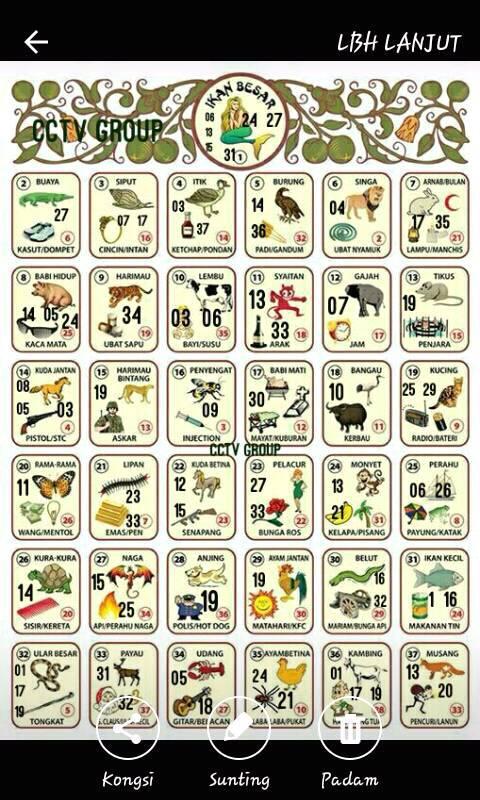 LBH LANJUT
IKAN BESAR
CCTV GROUP
06 24 27
13
15 31 1
2 BUAYA
27
6
KASUT/DOMPET
3 SIPUT
07 17
16
CINCIN/INTAN
4 ITIK
03
37 14
KETCHAP/PONDAN
5 BURUNG
14
36 32
PADI/GANDUM
6 SINGA
04
2
UBAT NYAMUK
7 ARNAB/BULAN
35
21
LAMPU/MANCHIS
8 BABI HIDUP
14 05 24
25
KACA MATA
9 HARIMAU
34
19
UBAT SAPU
10 LEMBU
03 06
35
BAYI/SUSU
11 SYAITAN
13
33 18
ARAK
12 GAJAH
07
17
JAM
13 TIKUS
19
15
PENJARA
14 KUDA JANTAN
08
05 03
4
PISTOL/STC
15 HARIMAU BINTANG
19
13
ASKAR
16 PENYENGAT
09
3
INJECTION
17 BABI MATI
30
12
MAYAT/KUBURAN
18 BANGAU
10
11
KERBAU
19 KUCING
25 29
9
RADIO/BATERI
CCTV GROUP
20 RAMA-RAMA
11
26
WANG/MENTOL
21 LIPAN
23
33 7
EMAS/PEN
22 KUDA BETINA
12
15
23
SENAPANG
23 PELACUR
27
33
22
BUNGA ROS
24 MONYET
13
21 31
KELAPA/PISANG
25 PERAHU
06 26
8
PAYUNG/KATAK
26 KURA-KURA
14
20
SISIR/KERETA
27 NAGA
15
25 34
API/PERAHU NAGA
28 ANJING
19
36
POLIS/HOT DOG
29 AYAM JANTAN
19
30
MATAHARI/KFC
30 BELUT
16
32
29
MARIAM/BUNGA API
31 IKAN KECIL
1 16
24
MAKANAN TIN
32 ULAR BESAR
01
17
19 5
TONGKAT
33 PAYAU
31
32
34 UDANG
05
18 27
GITAR/BELACAN
35 AYAM BETINA
24 21
10
36 KAMBING
01
17 19
37 MUSANG
13 20
33
PENCURI/LANUN
Kongsi Sunting Padam